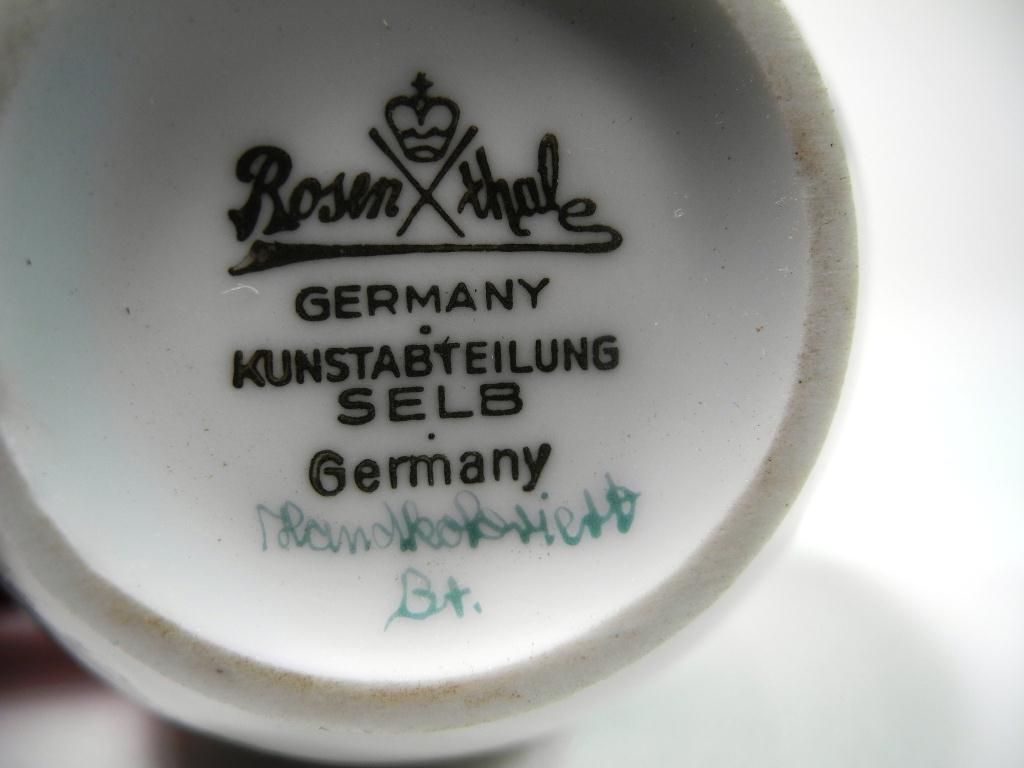 Rosenthal
GERMANY
KUNSTABTEILUNG
SELB
Germany
Handkoloriert
Bt.